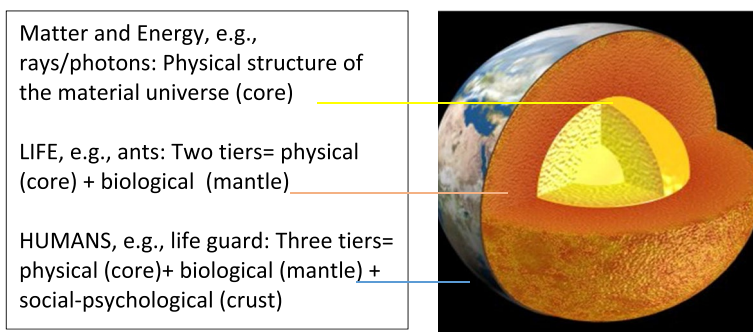 Matter and Energy, e.g.,
rays/photons: Physical structure of
the material universe (core)
LIFE, e.g., ants: Two tiers= physical
(core) + biological  (mantle)
HUMANS, e.g., life guard: Three tiers=
physical (core)+ biological (mantle) +
social-psychological (crust)